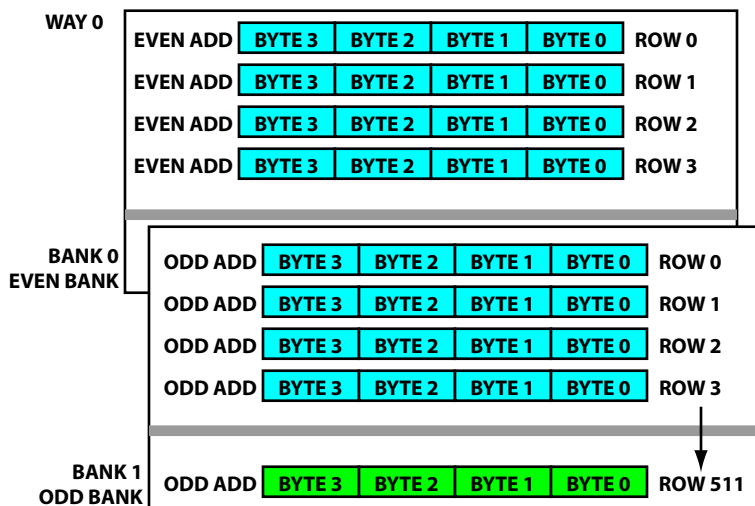 WAY 0
EVEN ADD BYTE 3 BYTE 2 BYTE 1 BYTE 0 ROW 0
EVEN ADD BYTE 3 BYTE 2 BYTE 1 BYTE 0 ROW 1
EVEN ADD BYTE 3 BYTE 2 BYTE 1 BYTE 0 ROW 2
EVEN ADD BYTE 3 BYTE 2 BYTE 1 BYTE 0 ROW 3
BANK 0
EVEN BANK
ODD ADD BYTE 3 BYTE 2 BYTE 1 BYTE 0 ROW 0
ODD ADD BYTE 3 BYTE 2 BYTE 1 BYTE 0 ROW 1
ODD ADD BYTE 3 BYTE 2 BYTE 1 BYTE 0 ROW 2
ODD ADD BYTE 3 BYTE 2 BYTE 1 BYTE 0 ROW 3
BANK 1
ODD BANK
ODD ADD BYTE 3 BYTE 2 BYTE 1 BYTE 0 ROW 511